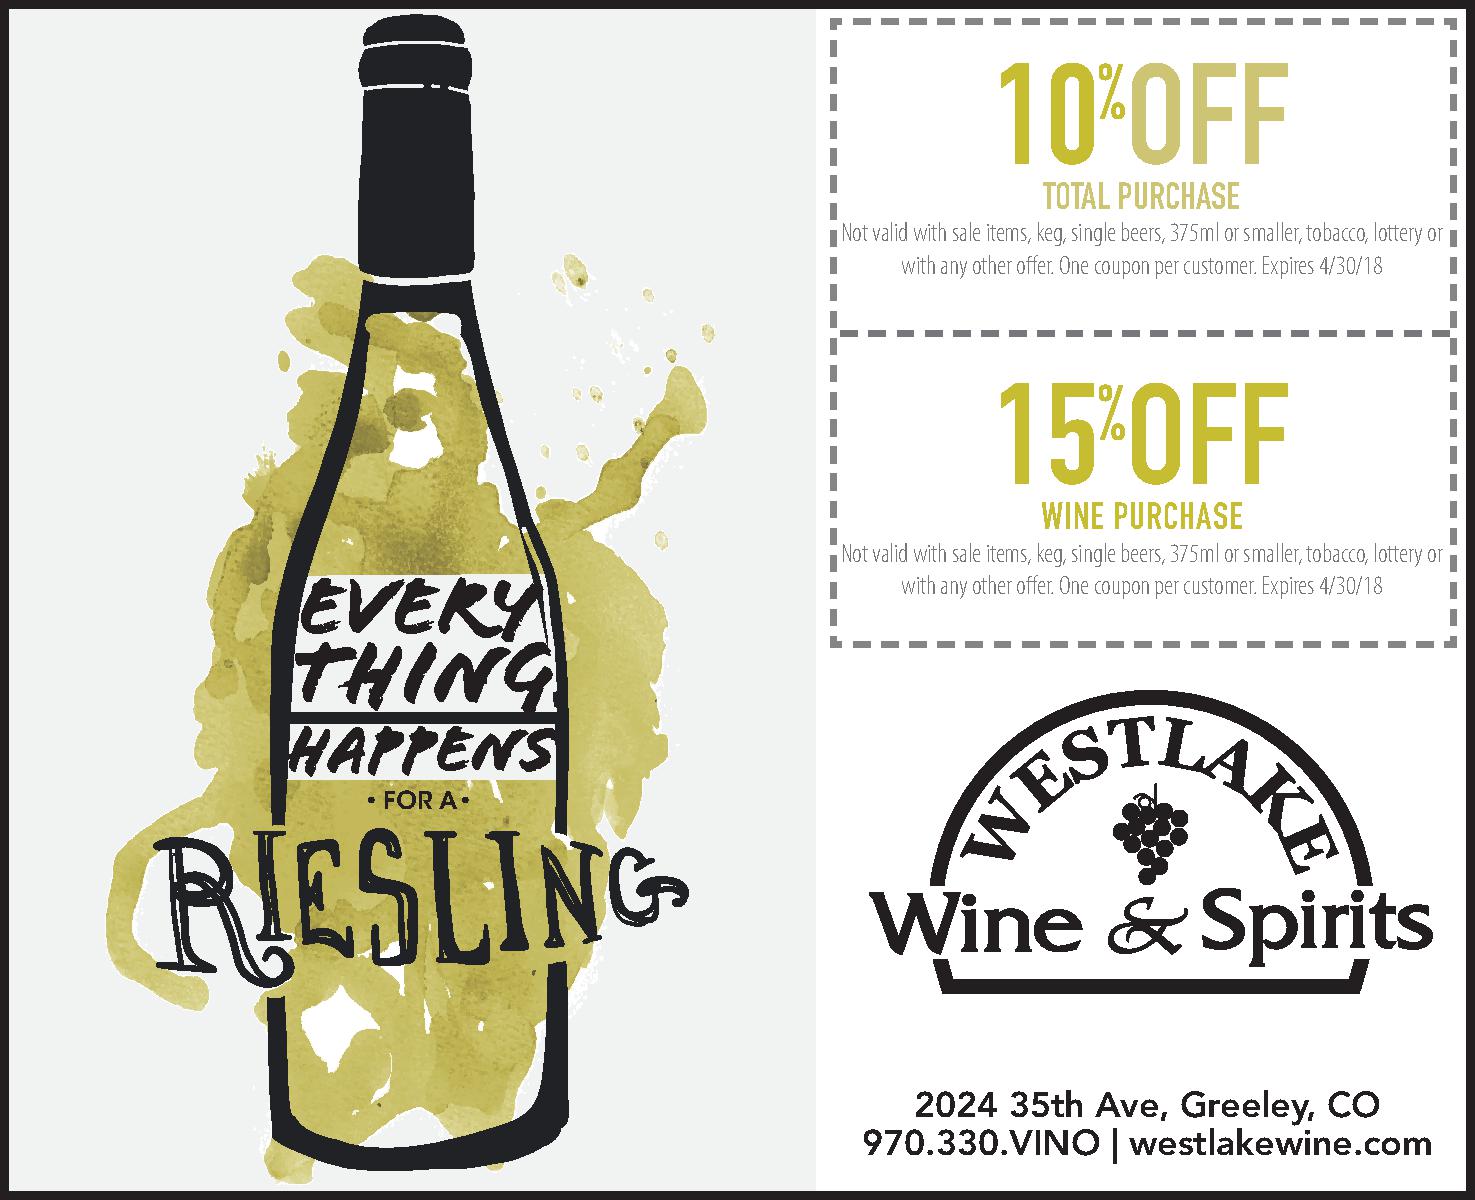 EVERY
THING
HAPPENS
• FOR A •
RIESLING
10% OFF
TOTAL PURCHASE
Not valid with sale items, keg, single beers, 375ml or smaller, tobacco, lottery or
with any other offer. One coupon per customer. Expires 4/30/18
15% OFF
WINE PURCHASE
Not valid with sale items, keg, single beers, 375ml or smaller, tobacco, lottery or
with any other offer. One coupon per customer. Expires 4/30/18
WESTLAKE
Wine & Spirits
2024 35th Ave, Greeley, CO
970.330.VINO | westlakewine.com